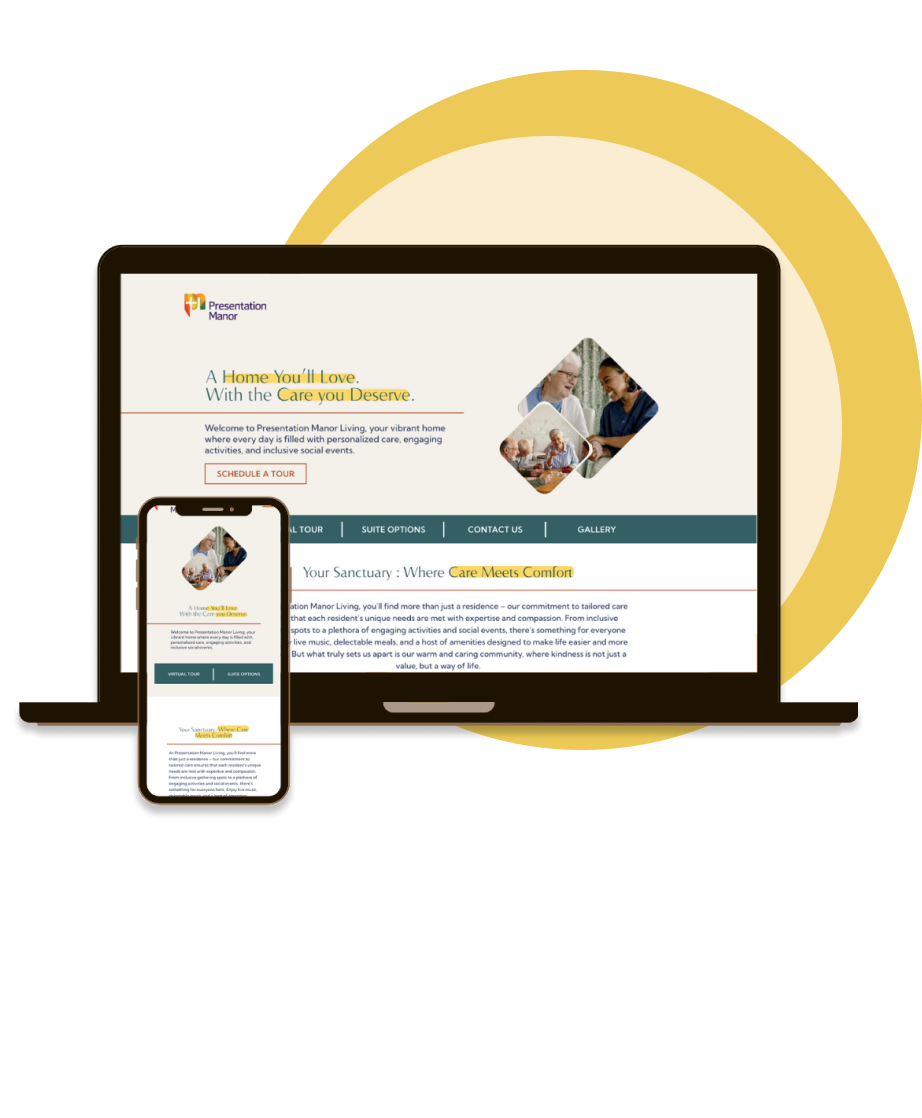 Presentation
Manor
A Home You'll Love.
With the Care you Deserve.
Welcome to Presentation Manor Living, your vibrant home
where every day is filled with personalized care, engaging
activities, and inclusive social events.
SCHEDULE A TOUR
AL TOUR
SUITE OPTIONS
CONTACT US
GALLERY
Your Sanctuary : Where Care Meets Comfort
ation Manor Living, you'll find more than just a residence – our commitment to tailored care
that each resident's unique needs are met with expertise and compassion. From inclusive
spots to a plethora of engaging activities and social events, there's something for everyone
live music, delectable meals, and a host of amenities designed to make life easier and more
But what truly sets us apart is our warm and caring community, where kindness is not just a
value, but a way of life.
A Home You'll Love.
With the Care you Deserve.
Welcome to Presentation Manor Living, your
vibrant home where every day is filled with
personalized care, engaging activities, and
inclusive social events.
VIRTUAL TOUR
SUITE OPTIONS
Your Sanctuary: Where Care
Meets Comfort
At Presentation Manor Living, you'll find more
than just a residence – our commitment to
tailored care ensures that each resident's unique
needs are met with expertise and compassion.
From inclusive gathering spots to a plethora of
engaging activities and social events, there's
something for everyone here. Enjoy live music,